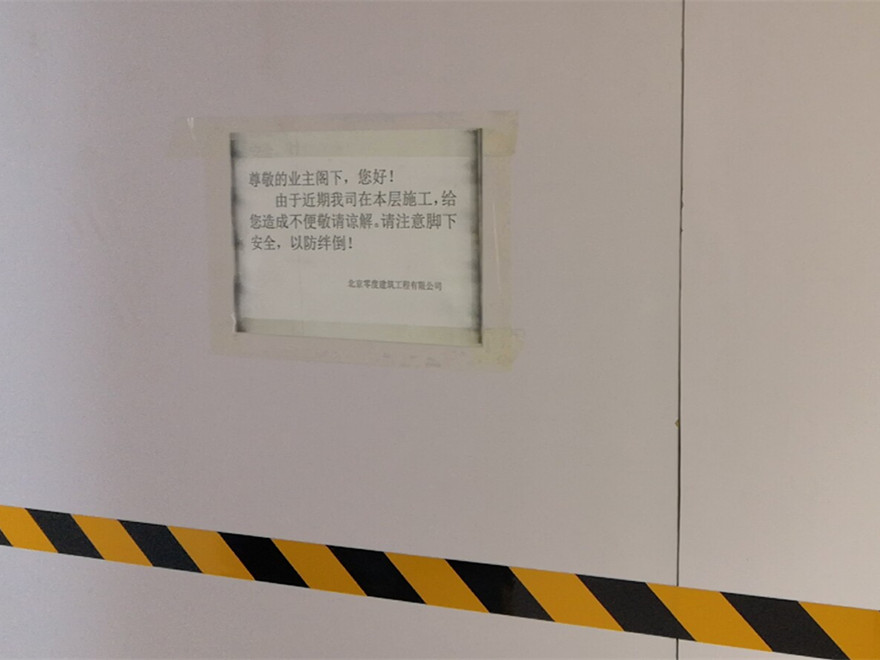 尊敬的业主阁下，您好！
由于近期我司在本层施工，给
您造成不便敬请谅解。请注意脚下
安全，以防绊倒！
北京零度建筑工程有限公司